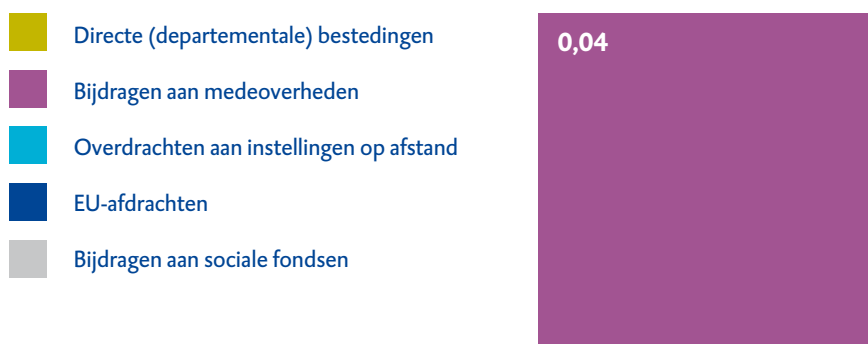 Directe (departementale) bestedingen
Bijdragen aan medeoverheden
Overdrachten aan instellingen op afstand
EU-afdrachten
Bijdragen aan sociale fondsen
0,04